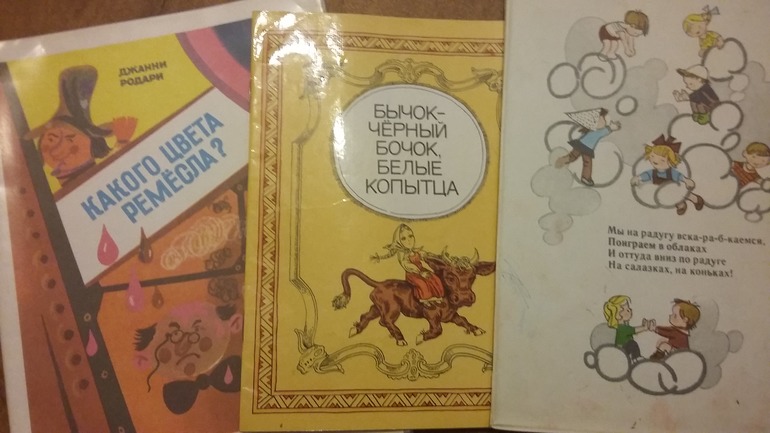 ДЖАННИ
РОДАРИ
КАКОГО ЦВЕТА
РЕМЁСЛА?
БЫЧОК-
ЧЁРНЫЙ
БОЧОК,
БЕЛЫЕ
КОПЫТЦА
Мы на радугу вска-ра-б-каемся,
Поиграем в облаках
И оттуда вниз по радуге
На салазках, на коньках!